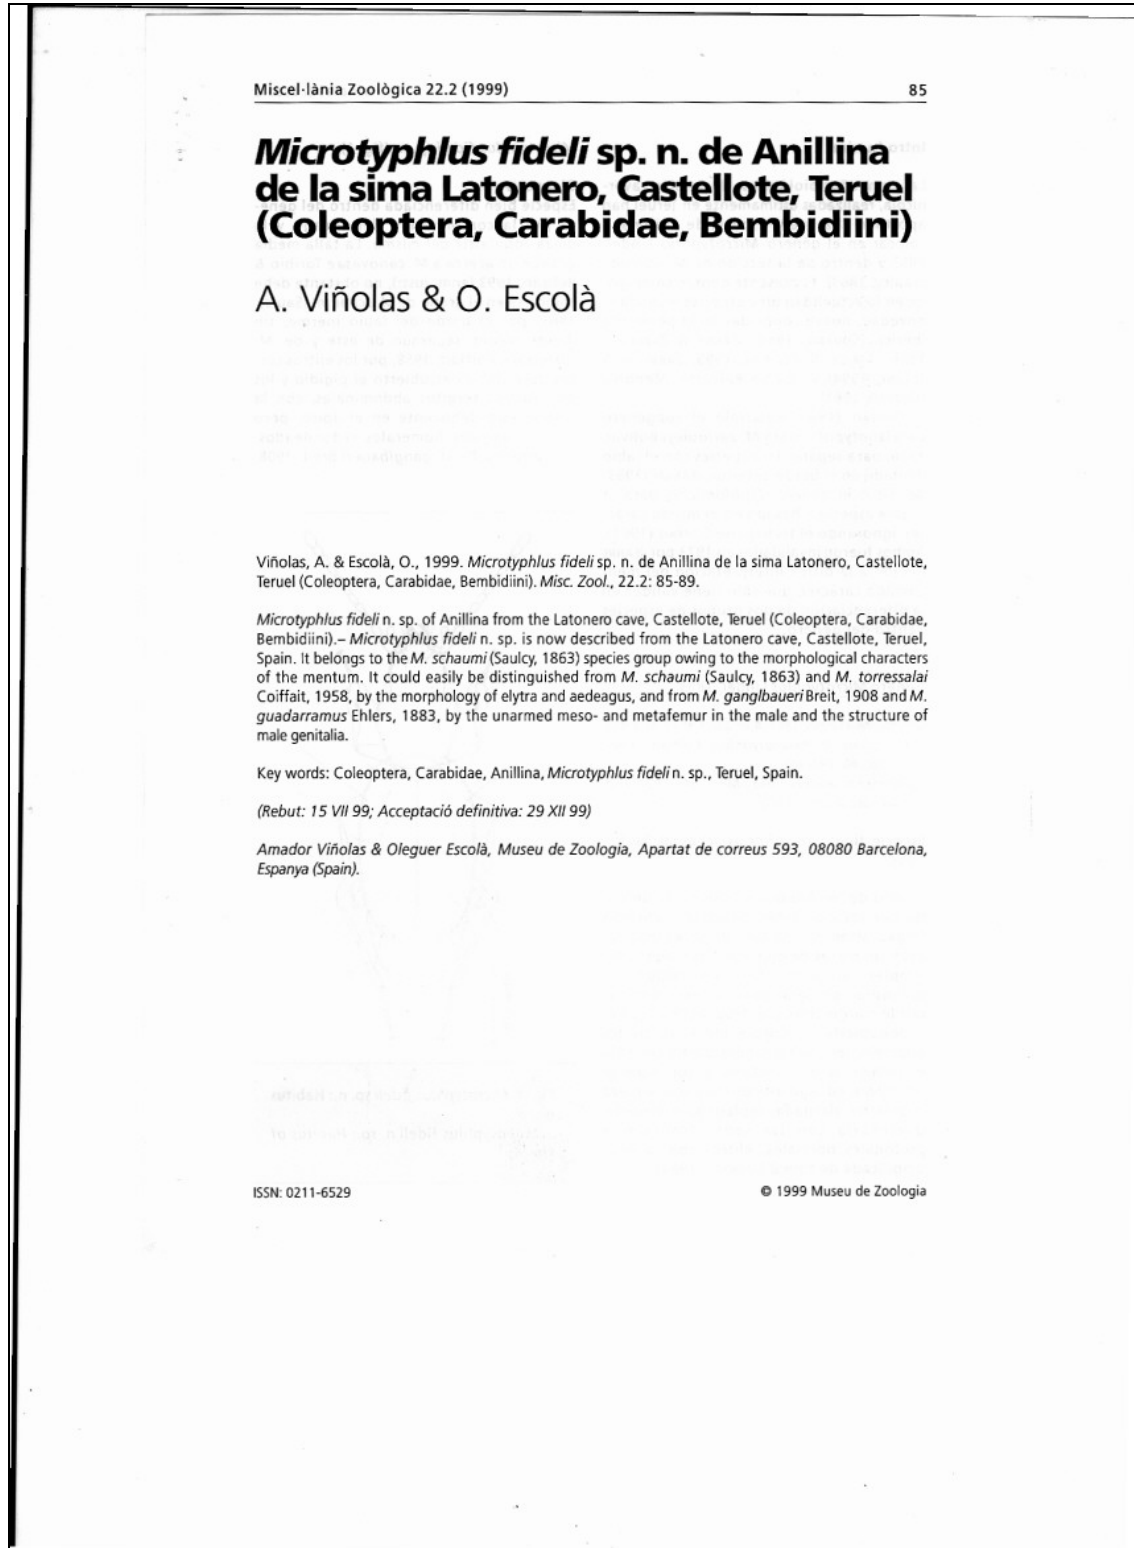 Miscel·lània Zoològica 22.2 (1999) 85
Microtyphlus fideli sp. n. de Anillina
de la sima Latonero, Castellote, Teruel
(Coleoptera, Carabidae, Bembidiini)
A. Viñolas & O. Escolà
Viñolas, A. & Escolà, O., 1999. Microtyphlus fideli sp. n. de Anillina de la sima Latonero, Castellote,
Teruel (Coleoptera, Carabidae, Bembidiini). Misc. Zool., 22.2: 85-89.
Microtyphlus fideli n. sp. of Anillina from the Latonero cave, Castellote, Teruel (Coleoptera, Carabidae,
Bembidiini).– Microtyphlus fideli n. sp. is now described from the Latonero cave, Castellote, Teruel,
Spain. It belongs to the M. schaumi (Saulcy, 1863) species group owing to the morphological characters
of the mentum. It could easily be distinguished from M. schaumi (Saulcy, 1863) and M. torressalai
Coiffait, 1958, by the morphology of elytra and aedeagus, and from M. ganglbaueri Breit, 1908 and M.
guadarramus Ehlers, 1883, by the unarmed meso- and metafemur in the male and the structure of
male genitalia.
Key words: Coleoptera, Carabidae, Anillina, Microtyphlus fideli n. sp., Teruel, Spain.
(Rebut: 15 VII 99; Acceptació definitiva: 29 XII 99)
Amador Viñolas & Oleguer Escolà, Museu de Zoologia, Apartat de correus 593, 08080 Barcelona,
Espanya (Spain).
ISSN: 0211-6529 © 1999 Museu de Zoologia